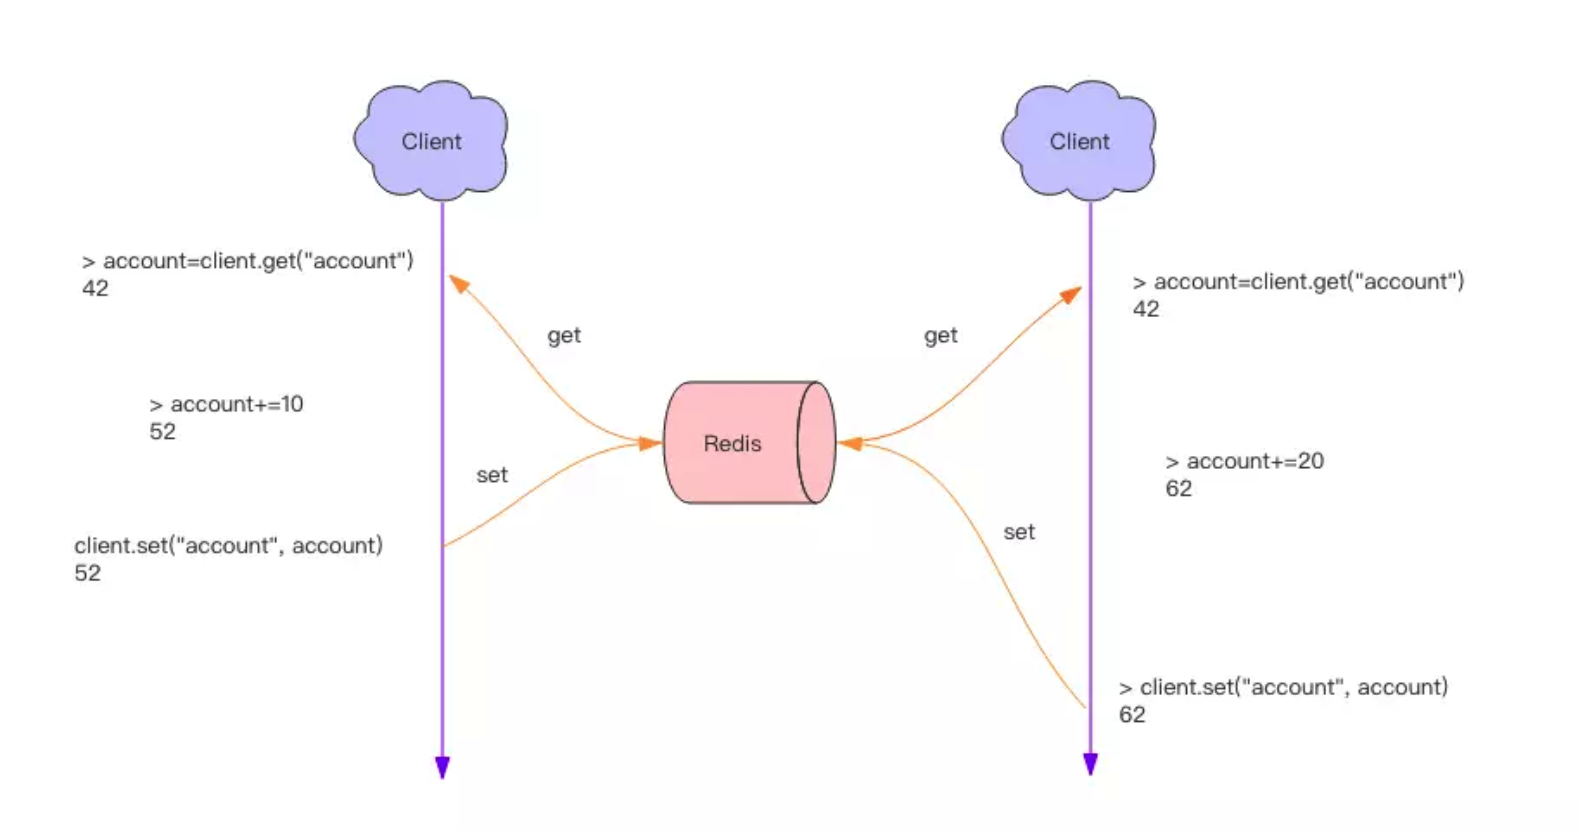 Client
Client
> account=client.get("account")
42
> account=client.get("account")
42
get
get
> account+=10
52
Redis
> account+=20
62
set
set
client.set("account", account)
52
> client.set("account", account)
62